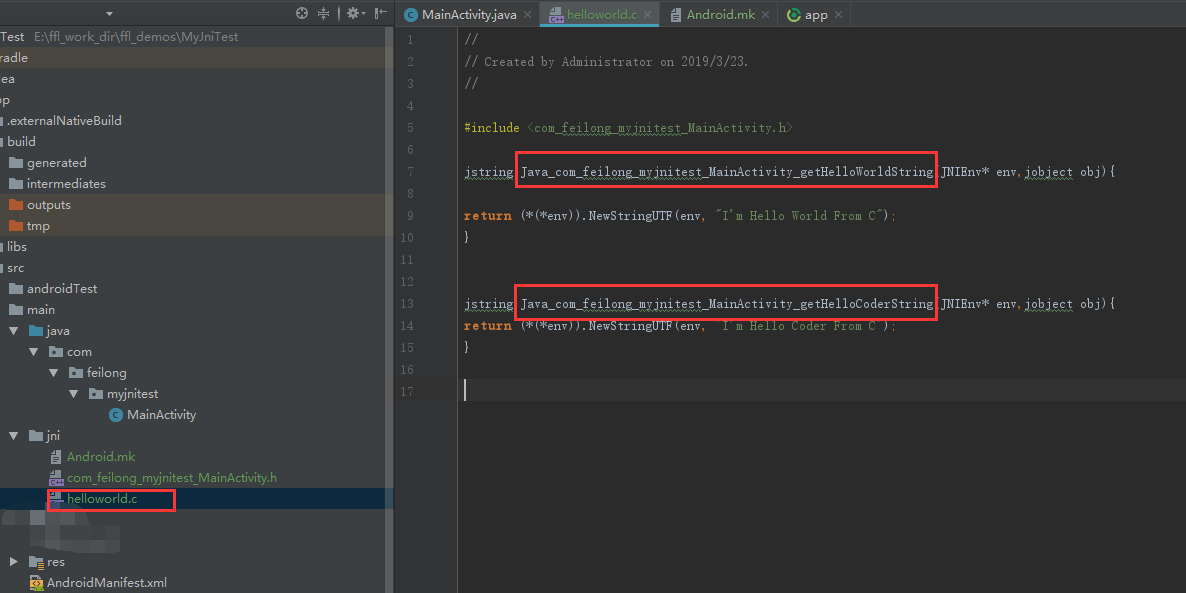 Test E:\ffl_work_dir\ffl_demos\MyJniTest
radle
ea
pp
.externalNativeBuild
build
generated
intermediates
outputs
tmp
libs
src
androidTest
main
java
com
feilong
myjnitest
MainActivity
jni
Android.mk
com_feilong_myjnitest_MainActivity.h
helloworld.c
res
AndroidManifest.xml
MainActivity.java helloworld.c Android.mk app
1 //
2 // Created by Administrator on 2019/3/23.
3 //
4
5 #include <com_feilong_myjnitest_MainActivity.h>
6
7 jstring Java_com_feilong_myjnitest_MainActivity_getHelloWorldString(JNIEnv* env,jobject obj){
8
9 return (*(*env)).NewStringUTF(env, "I'm Hello World From C");
10 }
11
12
13 jstring Java_com_feilong_myjnitest_MainActivity_getHelloCoderString(JNIEnv* env,jobject obj){
14 return (*(*env)).NewStringUTF(env, "I'm Hello Coder From C");
15 }
16
17